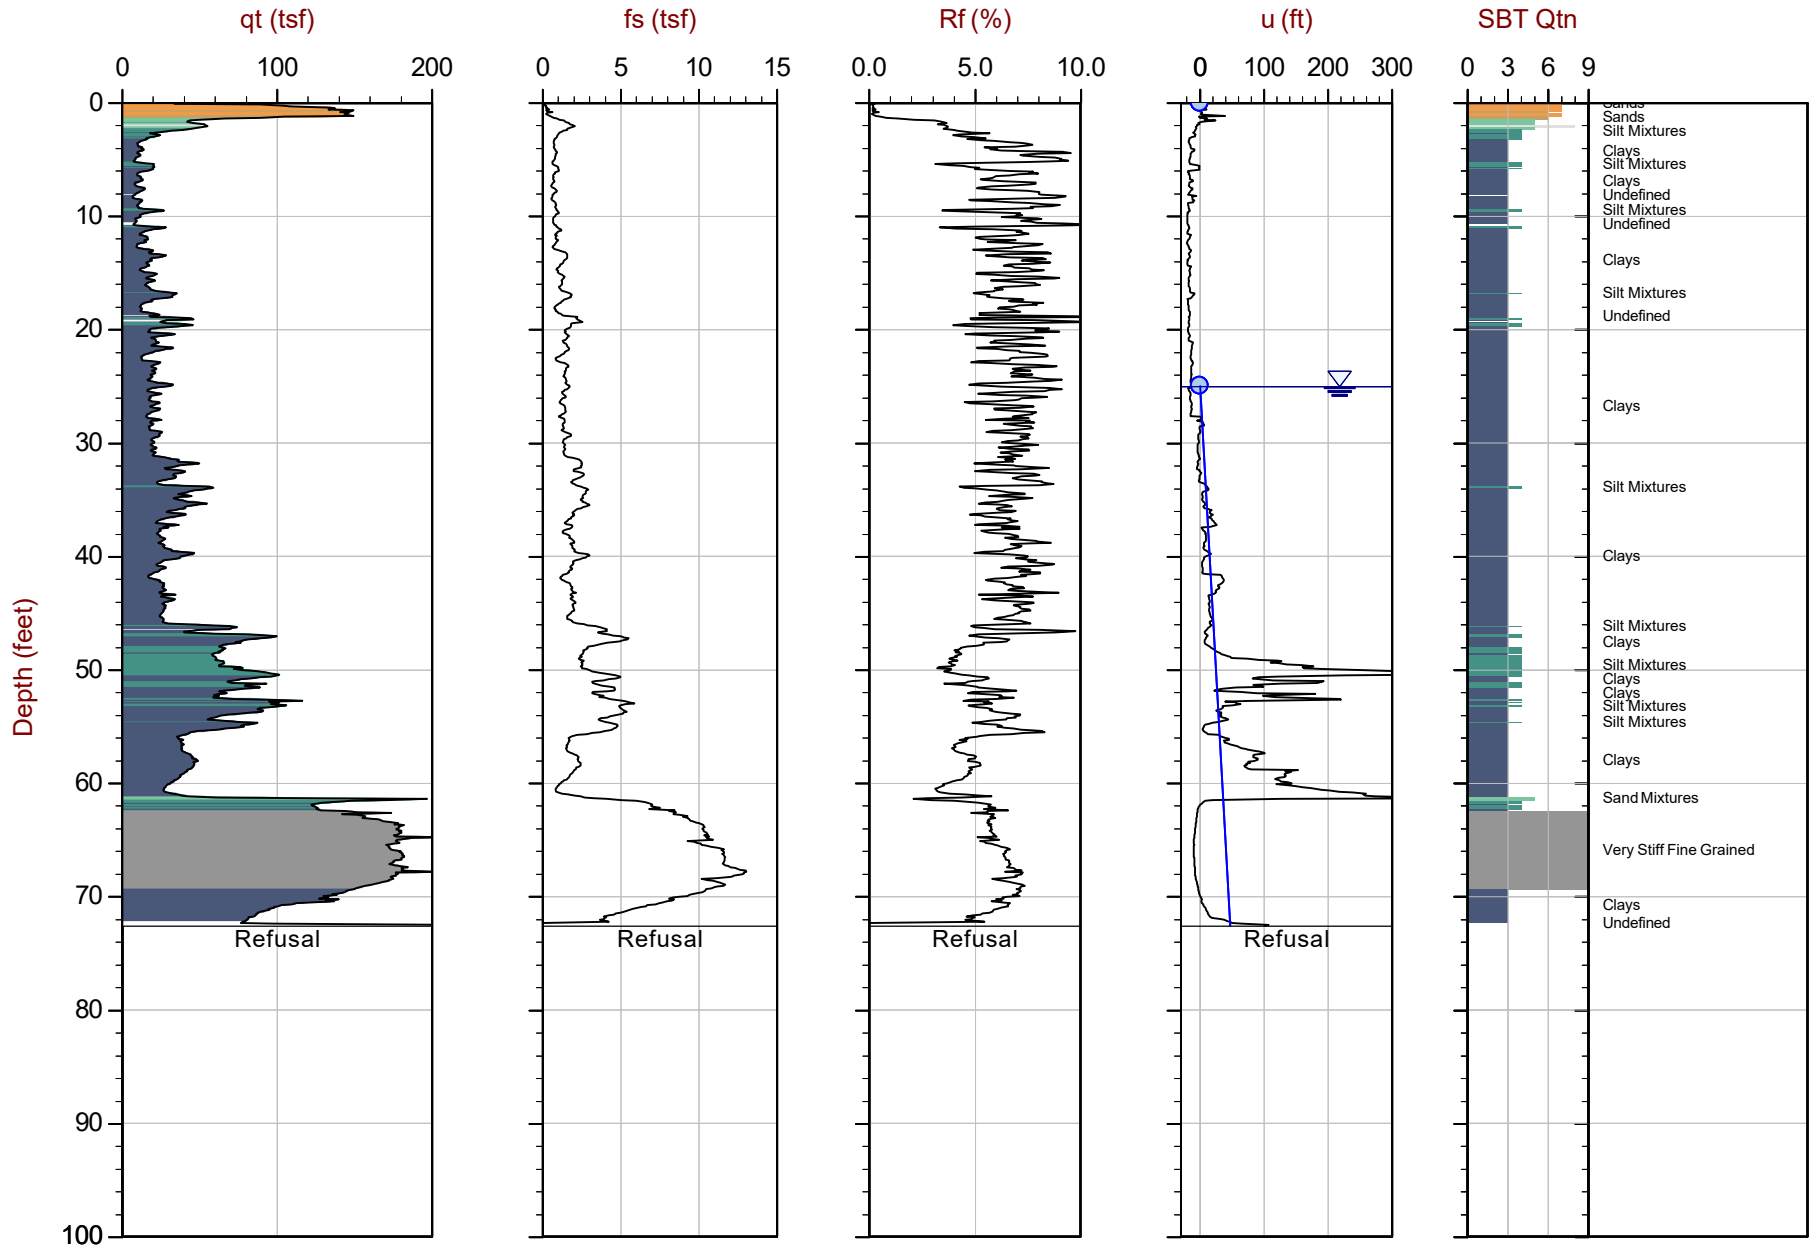 qt (tsf) fs (tsf) Rf (%) u (ft) SBT Qtn
0 100 200 0 5 10 15 0.0 5.0 10.0 0 100 200 300 0 3 6 9
Depth (feet)
0
10
20
30
40
50
60
70
80
90
100
Refusal Refusal Refusal Refusal
Sands
Sands
Silt Mixtures
Clays
Silt Mixtures
Clays
Undefined
Silt Mixtures
Undefined
Clays
Silt Mixtures
Undefined
Clays
Silt Mixtures
Clays
Silt Mixtures
Clays
Silt Mixtures
Clays
Clays
Silt Mixtures
Silt Mixtures
Clays
Sand Mixtures
Very Stiff Fine Grained
Clays
Undefined